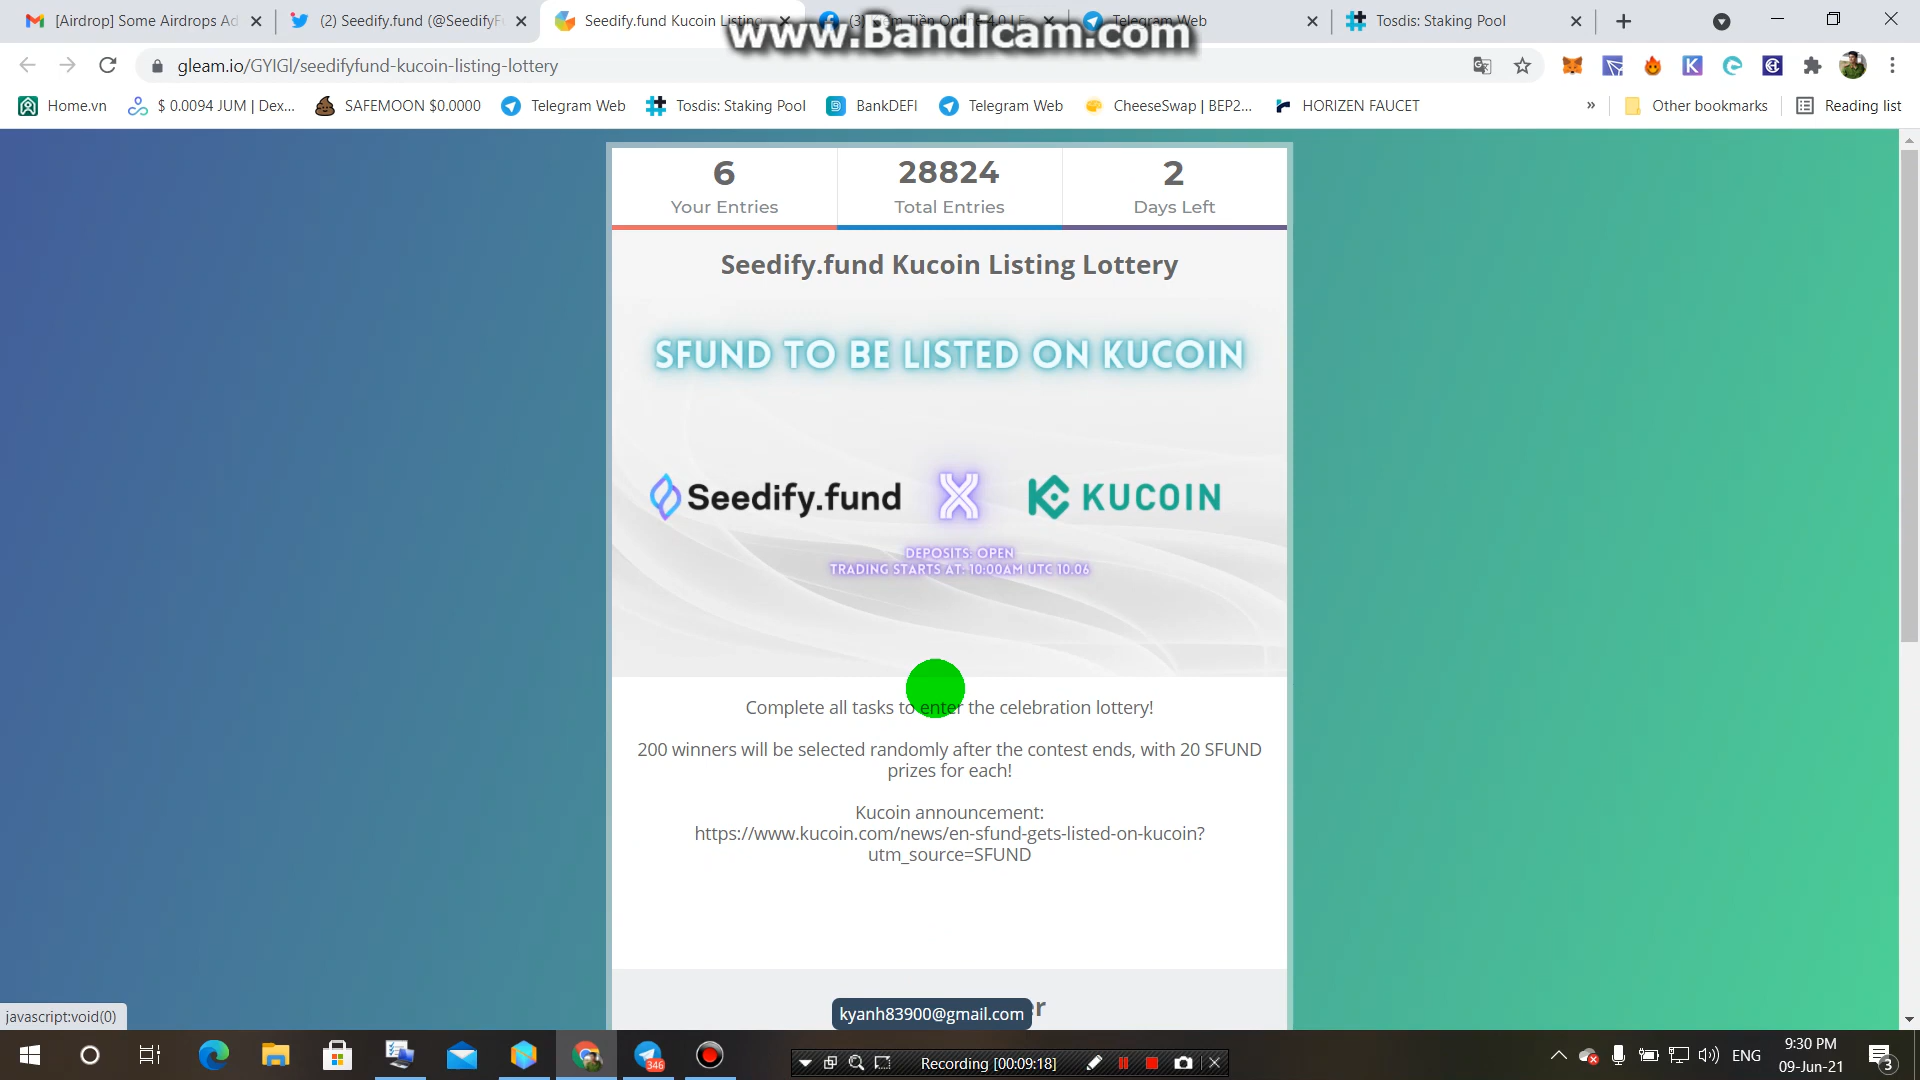 [Airdrop] Some Airdrops Ad
(2) Seedify.fund (@SeedifyF
Seedify.fund Kucoin Listing
Telegram Web
Tosdis: Staking Pool
www.Bandicam.com
gleam.io/GYIGl/seedifyfund-kucoin-listing-lottery
Home.vn
$ 0.0094 JUM | Dex...
SAFEMOON $0.0000
Telegram Web
Tosdis: Staking Pool
BankDEFI
Telegram Web
CheeseSwap | BEP2...
HORIZEN FAUCET
»
Other bookmarks
Reading list
6
Your Entries
28824
Total Entries
2
Days Left
Seedify.fund Kucoin Listing Lottery
SFUND TO BE LISTED ON KUCOIN
Seedify.fund X KUCOIN
DEPOSITS: OPEN
TRADING STARTS AT: 10:00AM UTC 10.06
Complete all tasks to enter the celebration lottery!
200 winners will be selected randomly after the contest ends, with 20 SFUND
prizes for each!
Kucoin announcement:
https://www.kucoin.com/news/en-sfund-gets-listed-on-kucoin?
utm_source=SFUND
kyanh83900@gmail.com
javascript:void(0)
346
Recording [00:09:18]
ENG
9:30 PM
09-Jun-21
3